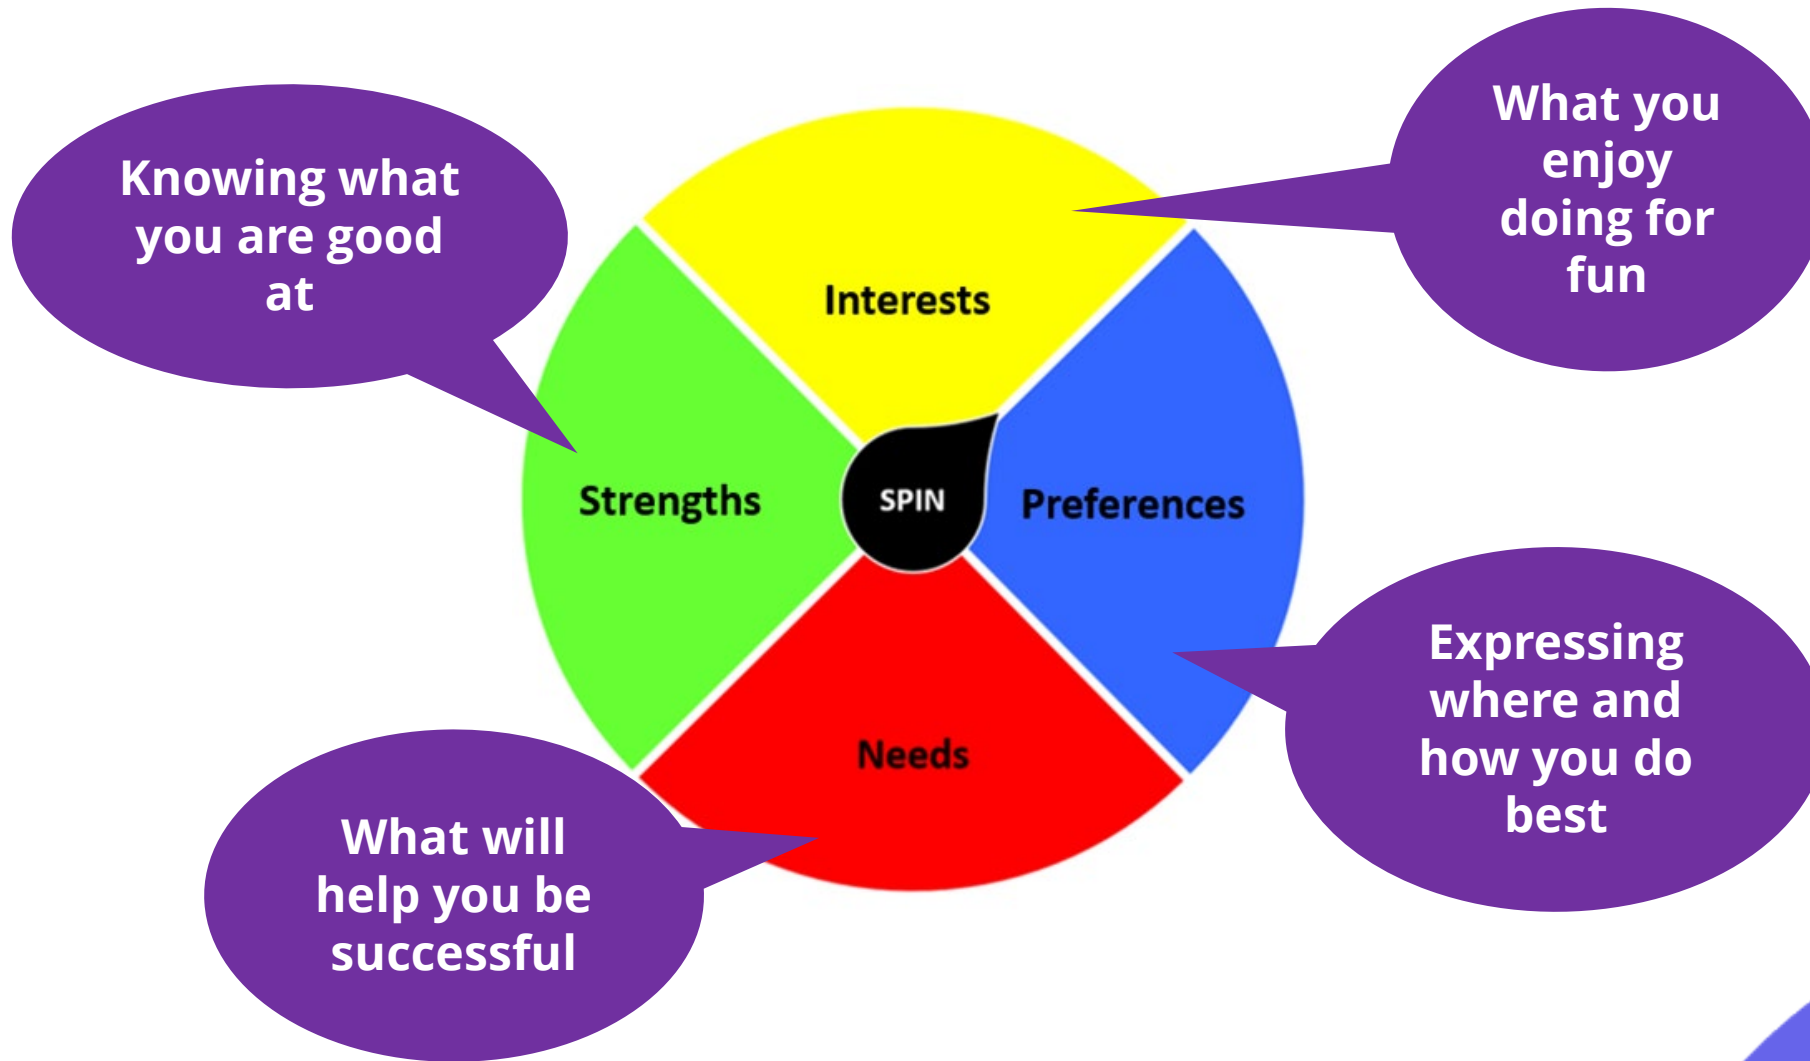 Knowing what
you are good
at
What you
enjoy
doing for
fun
Interests
Strengths
SPIN
Preferences
Needs
Expressing
where and
how you do
best
What will
help you be
successful